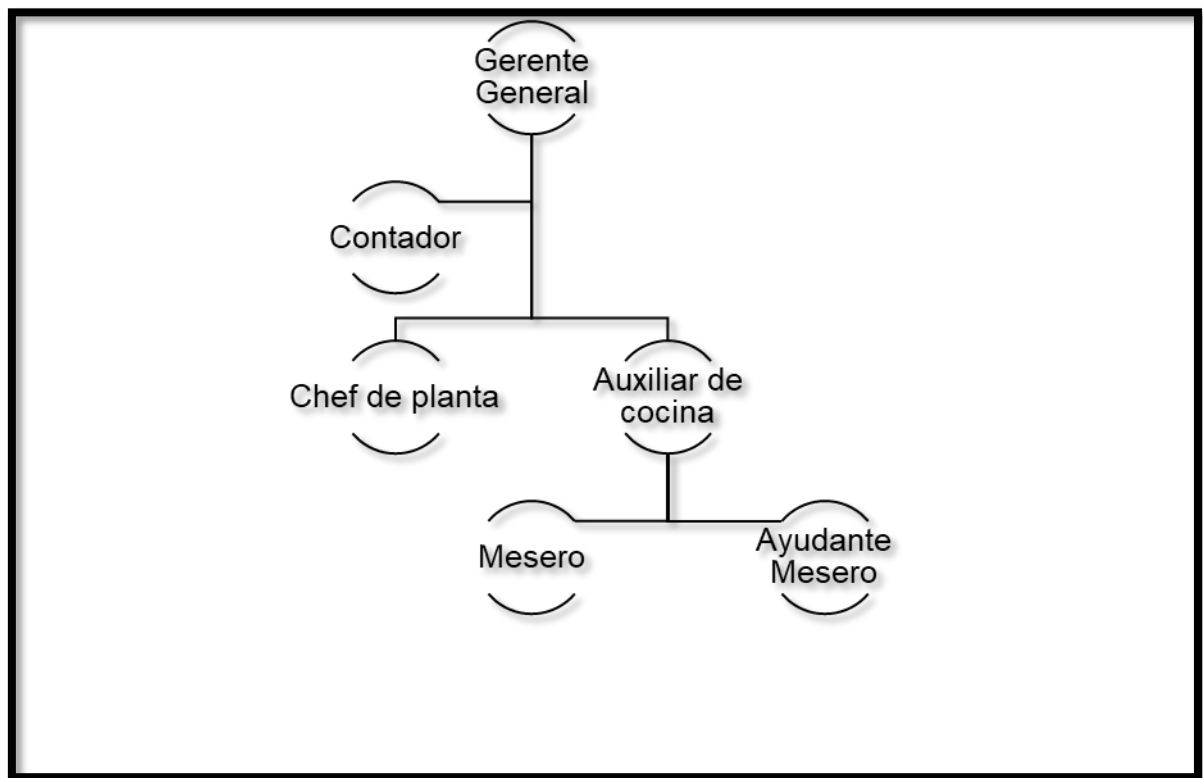 Gerente
General
Contador
Chef de planta
Auxiliar de
cocina
Mesero
Ayudante
Mesero